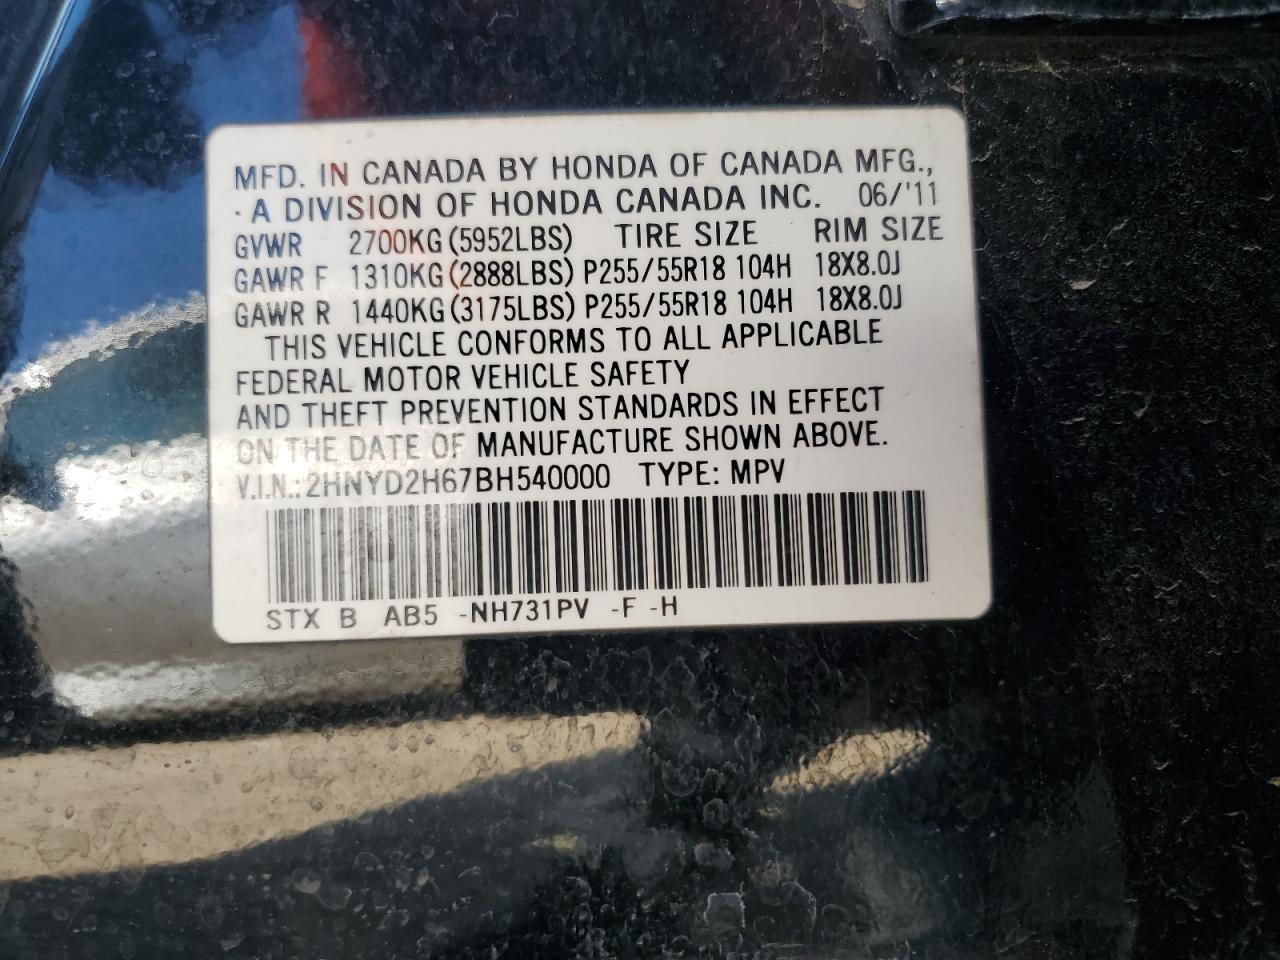 MFD. IN CANADA BY HONDA OF CANADA MFG.,
· A DIVISION OF HONDA CANADA INC. 06/'11
GVWR 2700KG (5952LBS) TIRE SIZE RIM SIZE
GAWR F 1310KG (2888LBS) P255/55R18 104H 18X8.0J
GAWR R 1440KG (3175LBS) P255/55R18 104H 18X8.0J
THIS VEHICLE CONFORMS TO ALL APPLICABLE
FEDERAL MOTOR VEHICLE SAFETY
AND THEFT PREVENTION STANDARDS IN EFFECT
ON THE DATE OF MANUFACTURE SHOWN ABOVE.
V.I.N.: 2HNYD2H67BH540000 TYPE: MPV
STX B AB5 -NH731PV -F -H